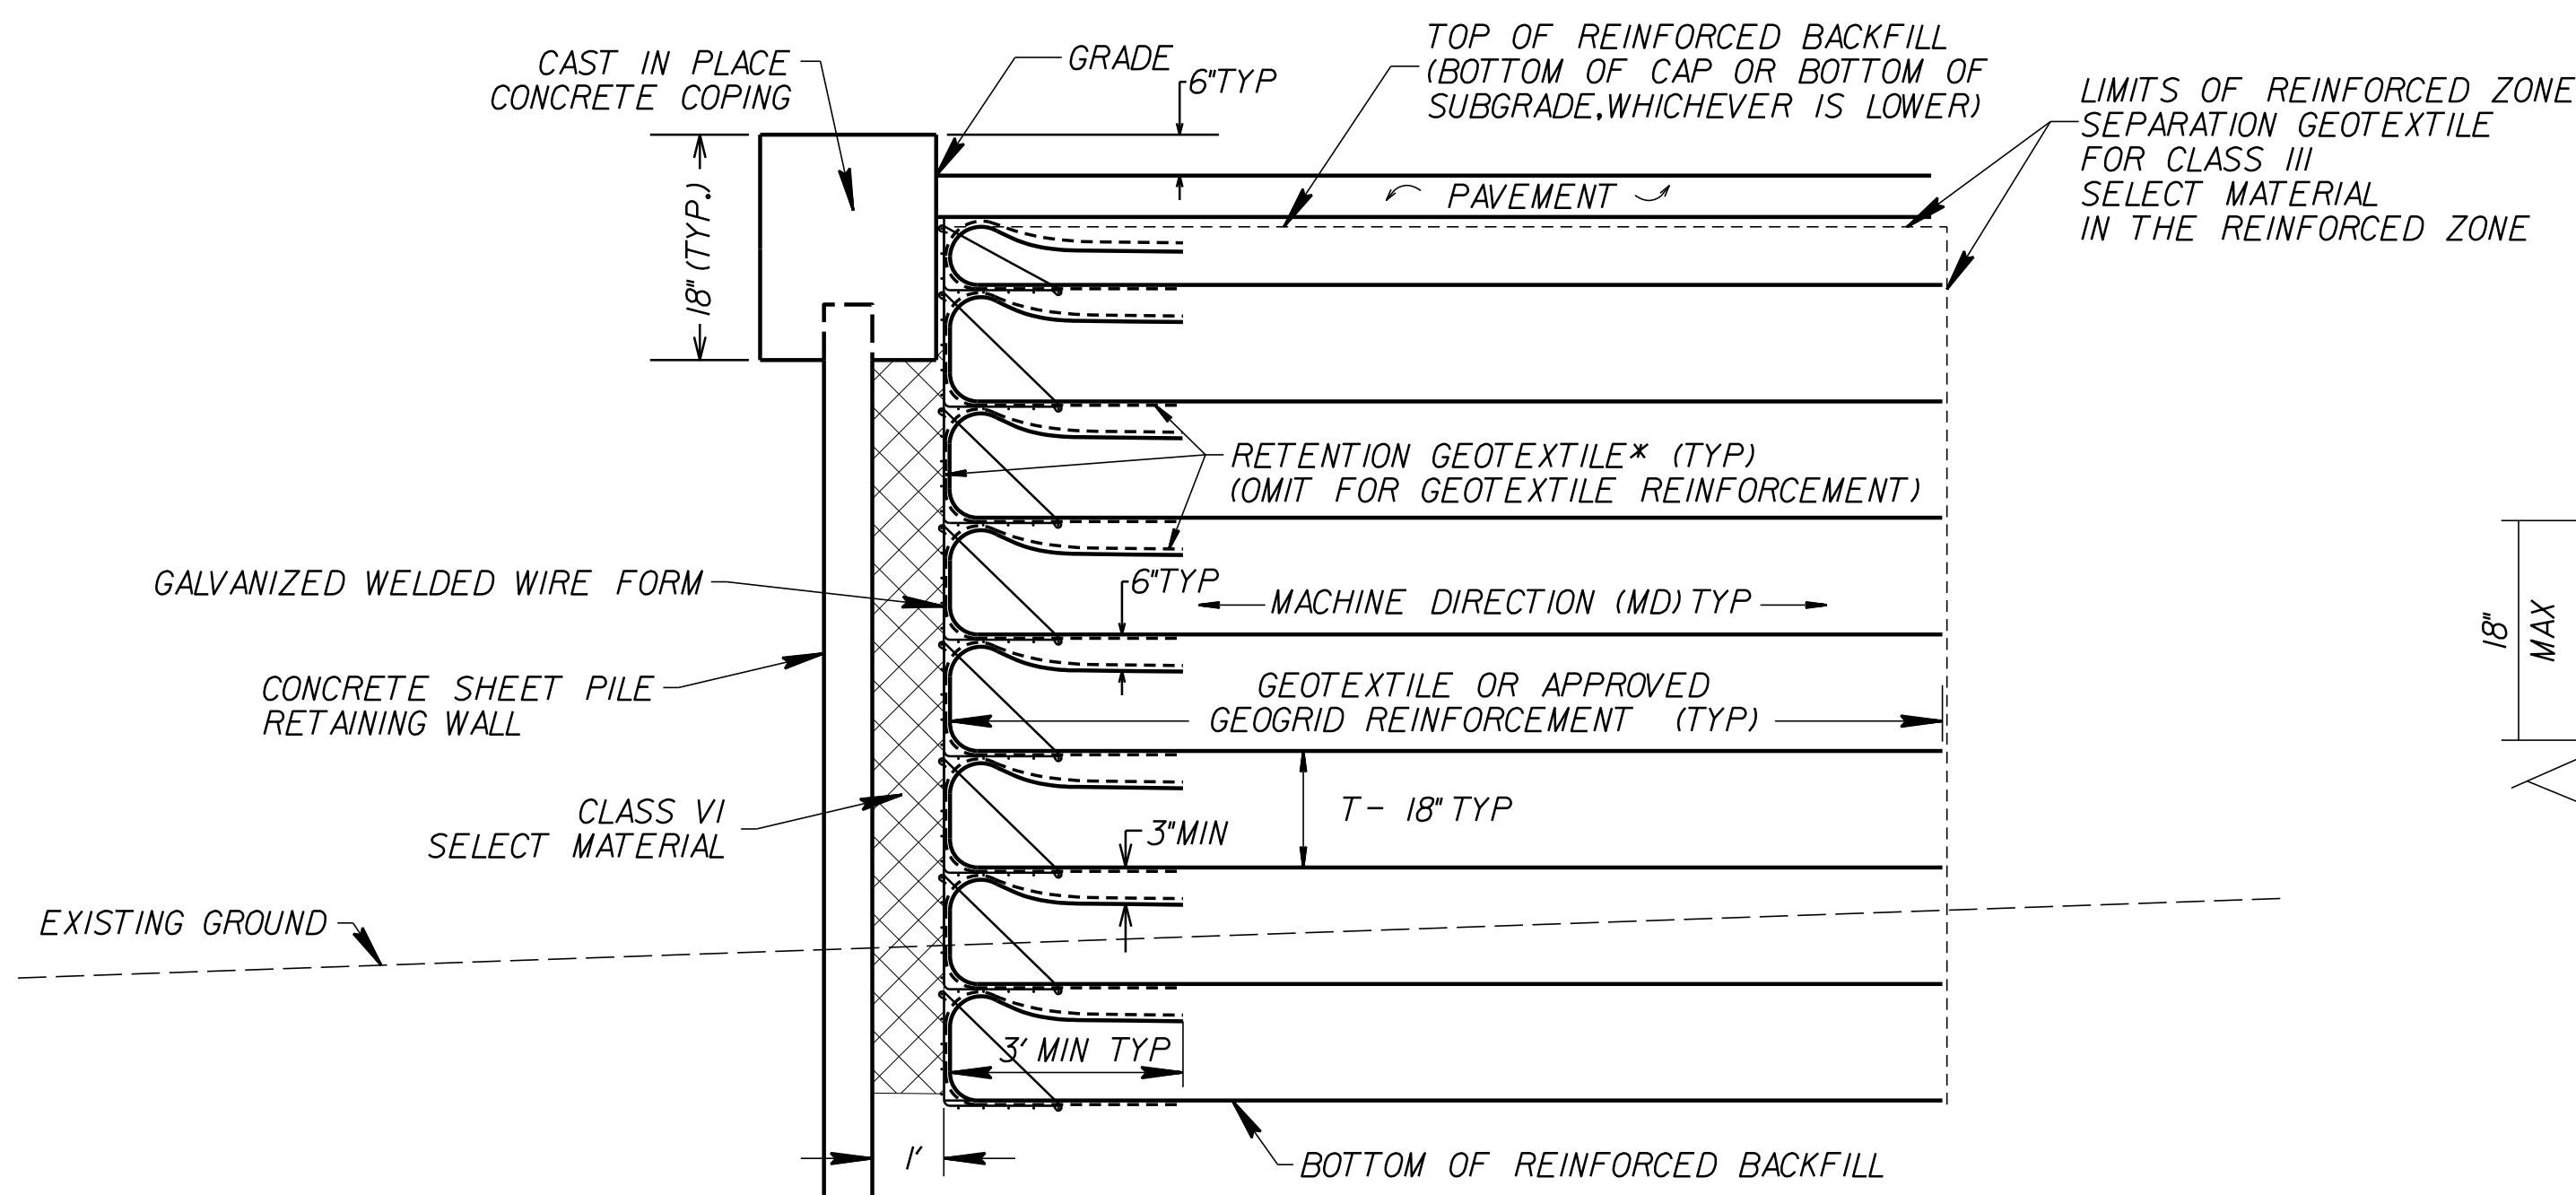 CAST IN PLACE
CONCRETE COPING
GRADE
6"TYP
TOP OF REINFORCED BACKFILL
(BOTTOM OF CAP OR BOTTOM OF
SUBGRADE,WHICHEVER IS LOWER)
LIMITS OF REINFORCED ZONE
SEPARATION GEOTEXTILE
FOR CLASS III
SELECT MATERIAL
IN THE REINFORCED ZONE
18"(TYP.)
PAVEMENT
RETENTION GEOTEXTILE* (TYP)
(OMIT FOR GEOTEXTILE REINFORCEMENT)
GALVANIZED WELDED WIRE FORM
6"TYP
MACHINE DIRECTION (MD) TYP
18"
MAX
CONCRETE SHEET PILE
RETAINING WALL
GEOTEXTILE OR APPROVED
GEOGRID REINFORCEMENT (TYP)
CLASS VI
SELECT MATERIAL
T- 18"TYP
3"MIN
EXISTING GROUND
3' MIN TYP
1'
BOTTOM OF REINFORCED BACKFILL